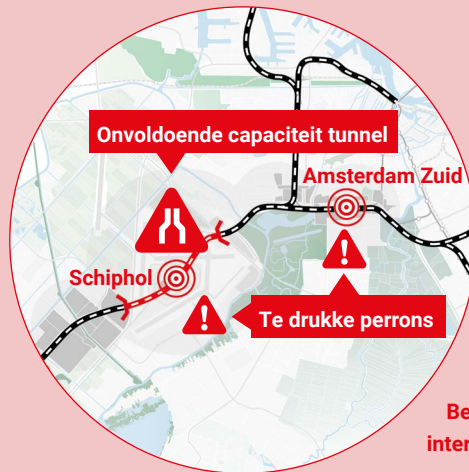 Onvoldoende capaciteit tunnel
Amsterdam Zuid
Schiphol
Te drukke perrons